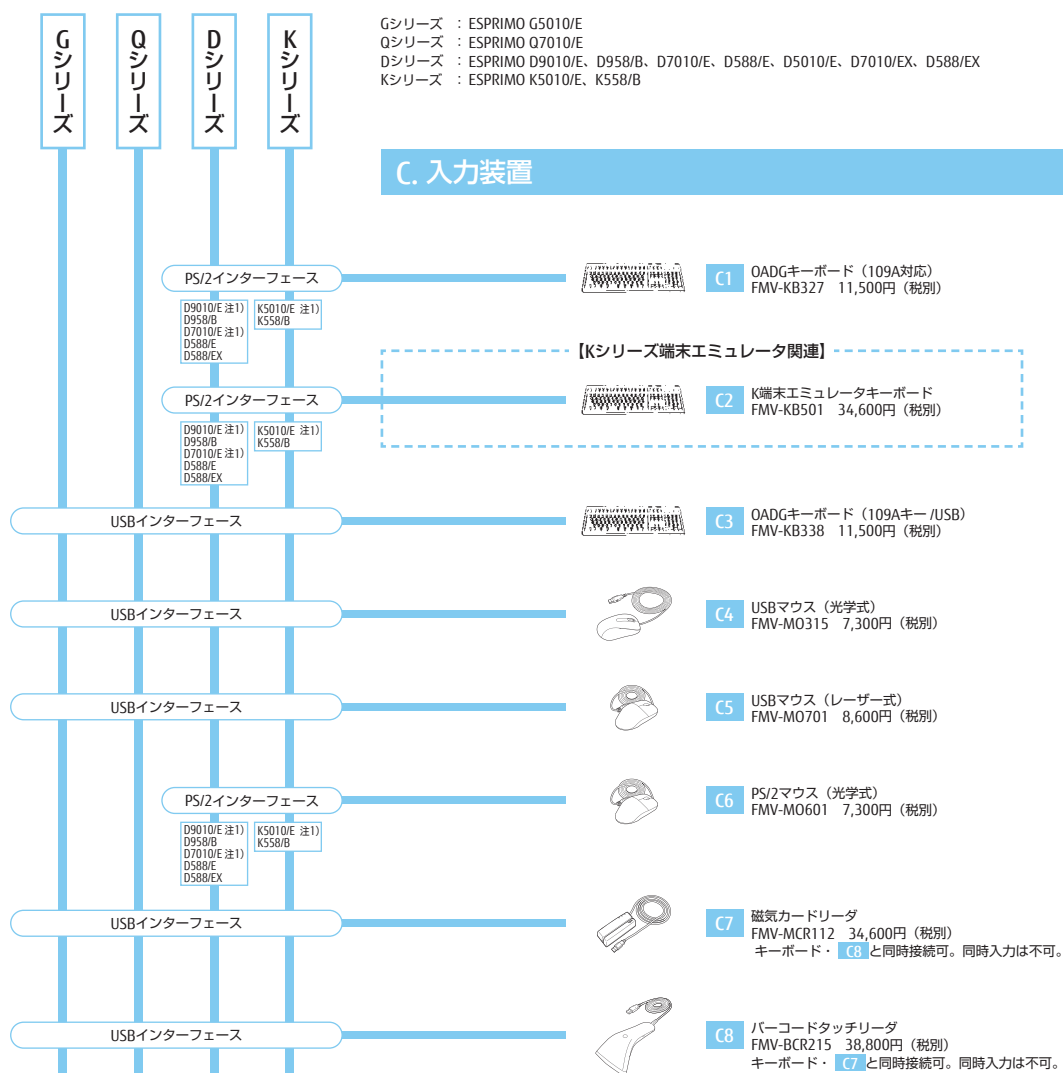 Gシリーズ
Qシリーズ
Dシリーズ
Kシリーズ
Gシリーズ ：ESPRIMO G5010/E
Qシリーズ ：ESPRIMO Q7010/E
Dシリーズ ：ESPRIMO D9010/E、D958/B、D7010/E、D588/E、D5010/E、D7010/EX、D588/EX
Kシリーズ ：ESPRIMO K5010/E、K558/B
C. 入力装置
PS/2インターフェース
D9010/E 注1)
D958/B
D7010/E 注1)
D588/E
D588/EX
K5010/E 注1)
K558/B
C1
OADGキーボード（109A対応）
FMV-KB327 11,500円（税別）
【Kシリーズ端末エミュレータ関連】
PS/2インターフェース
D9010/E 注1)
D958/B
D7010/E 注1)
D588/E
D588/EX
K5010/E 注1)
K558/B
C2
K端末エミュレータキーボード
FMV-KB501 34,600円（税別）
USBインターフェース
C3
OADGキーボード（109Aキー/USB）
FMV-KB338 11,500円（税別）
USBインターフェース
C4
USBマウス（光学式）
FMV-MO315 7,300円（税別）
USBインターフェース
C5
USBマウス（レーザー式）
FMV-MO701 8,600円（税別）
PS/2インターフェース
D9010/E 注1)
D958/B
D7010/E 注1)
D588/E
D588/EX
K5010/E 注1)
K558/B
C6
PS/2マウス（光学式）
FMV-MO601 7,300円（税別）
USBインターフェース
C7
磁気カードリーダ
FMV-MCR112 34,600円（税別）
キーボード・ C8 と同時接続可。同時入力は不可。
USBインターフェース
C8
バーコードタッチリーダ
FMV-BCR215 38,800円（税別）
キーボード・ C7 と同時接続可。同時入力は不可。